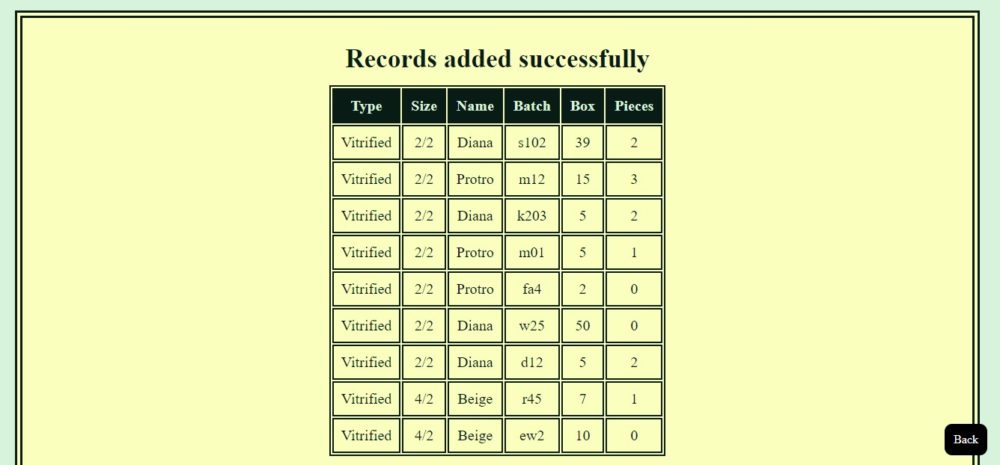 Records added successfully
Type Size Name Batch Box Pieces
Vitrified 2/2 Diana s102 39 2
Vitrified 2/2 Protro m12 15 3
Vitrified 2/2 Diana k203 5 2
Vitrified 2/2 Protro m01 5 1
Vitrified 2/2 Protro fa4 2 0
Vitrified 2/2 Diana w25 50 0
Vitrified 2/2 Diana d12 5 2
Vitrified 4/2 Beige r45 7 1
Vitrified 4/2 Beige ew2 10 0
Back